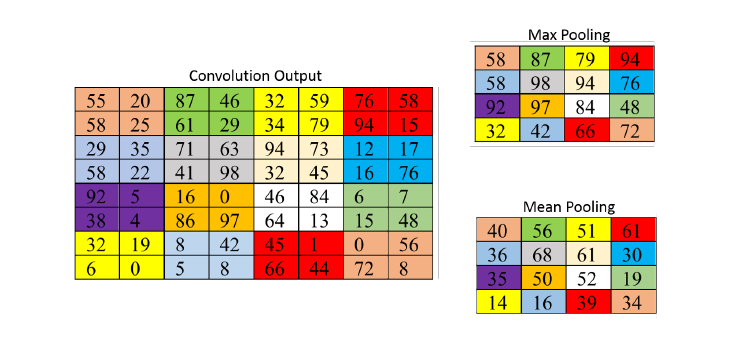 Max Pooling
58 87 79 94
58 98 94 76
92 97 84 48
32 42 66 72
Convolution Output
55 20 87 46 32 59 76 58
58 25 61 29 34 79 94 15
29 35 71 63 94 73 12 17
58 22 41 98 32 45 16 76
92 5 16 0 46 84 6 7
38 4 86 97 64 13 15 48
32 19 8 42 45 1 0 56
6 0 5 8 66 44 72 8
Mean Pooling
40 56 51 61
36 68 61 30
35 50 52 19
14 16 39 34